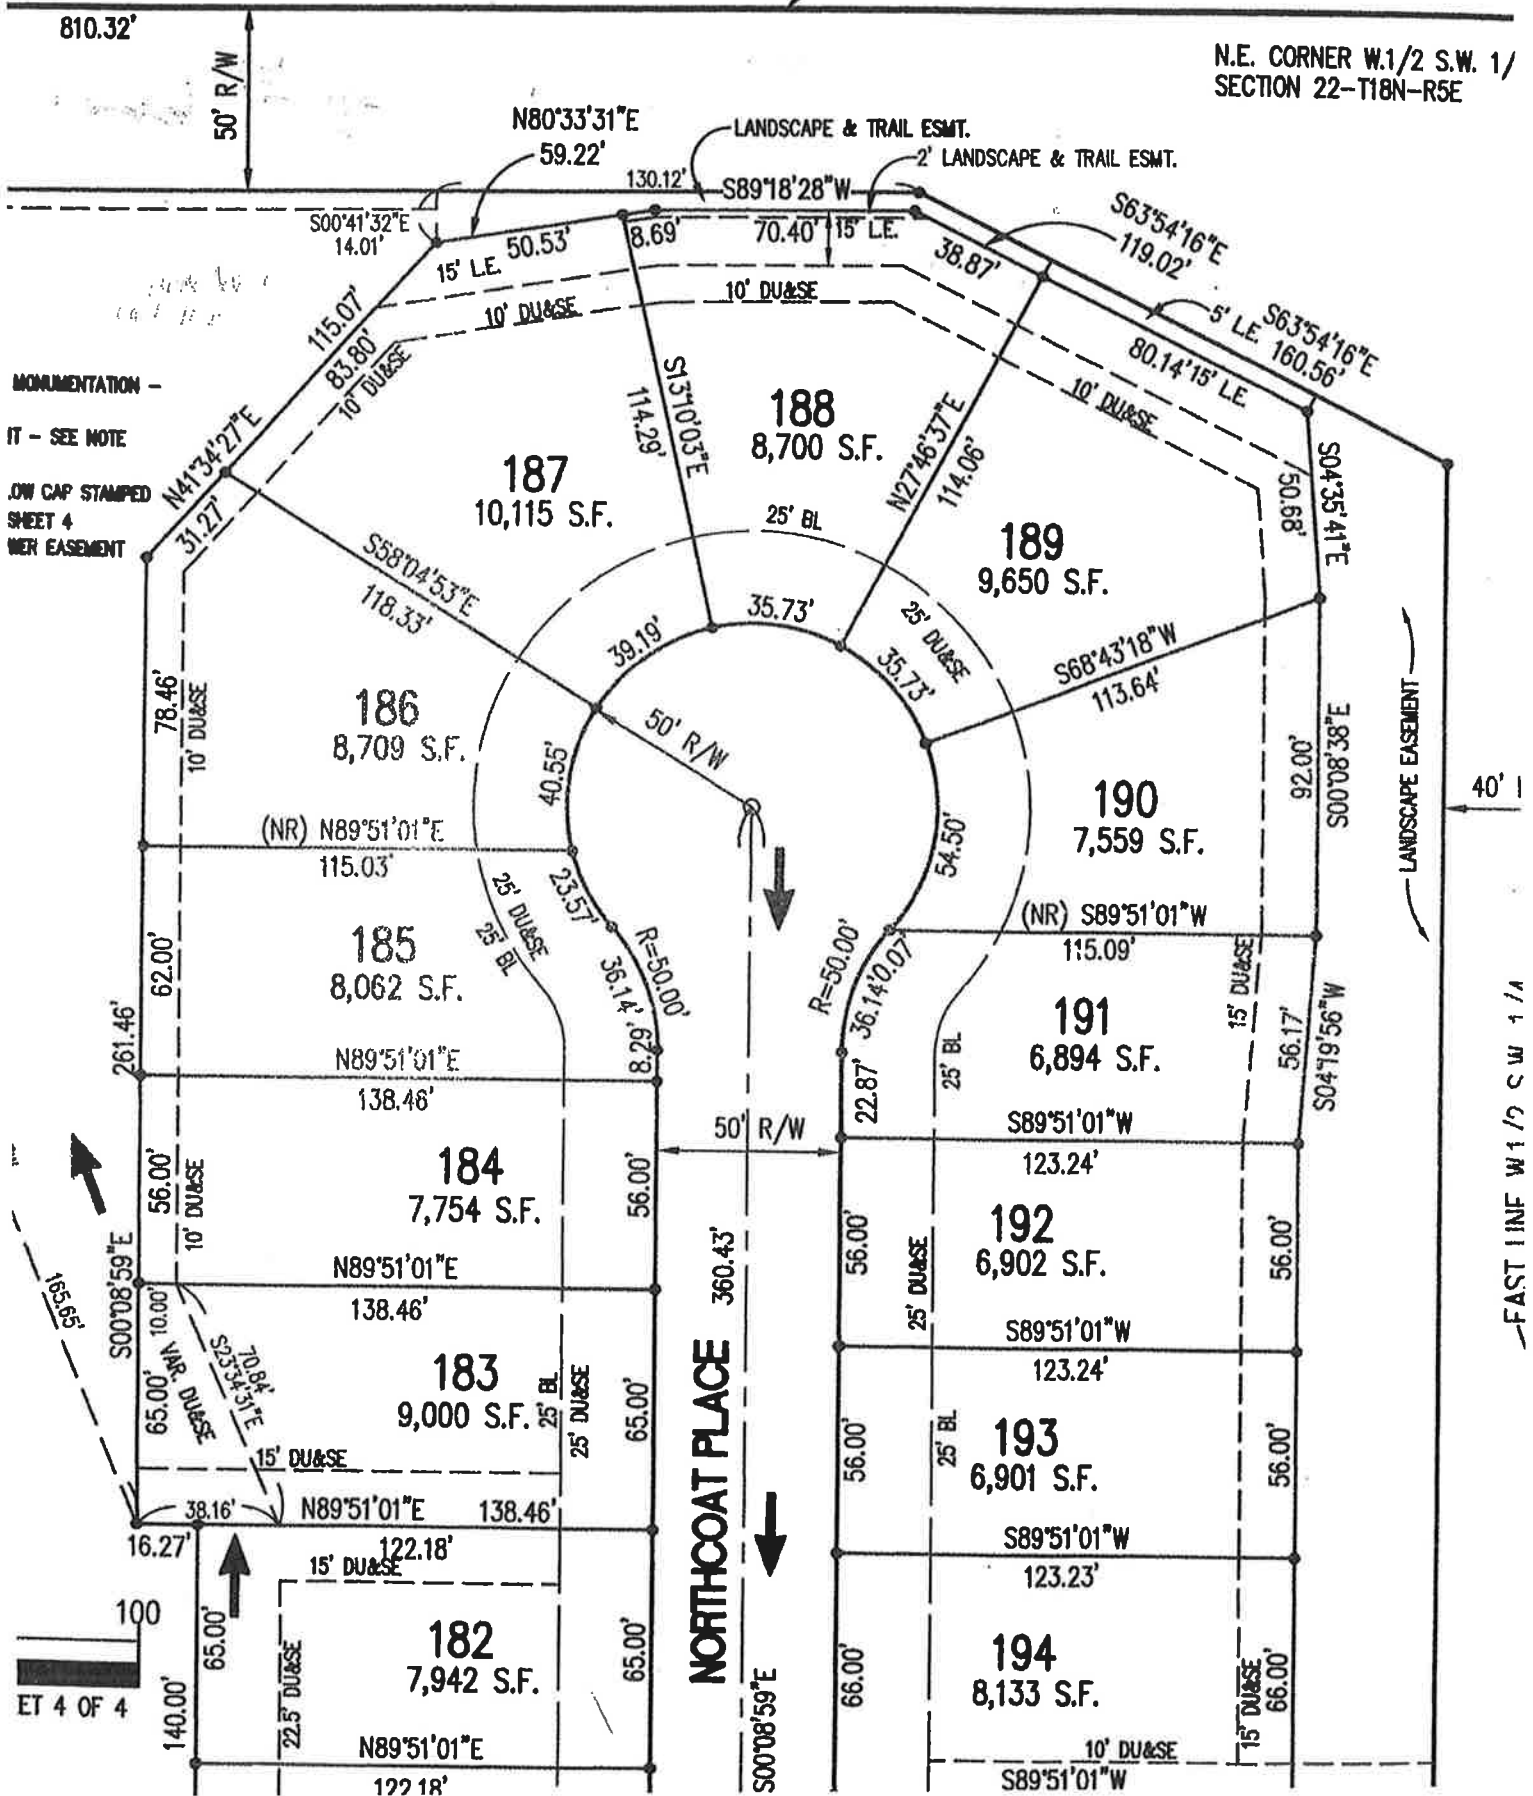 810.32'
50' R/W
N.E. CORNER W.1/2 S.W. 1/
SECTION 22-T18N-R5E
N80°33'31"E
59.22'
LANDSCAPE & TRAIL ESMT.
2' LANDSCAPE & TRAIL ESMT.
130.12'
S89°18'28"W
S00°41'32"E
14.01'
50.53'
8.69'
70.40'
15' L.E.
38.87'
S63°54'16"E
119.02'
15' L.E.
10' DU&SE
10' DU&SE
5' L.E.
S63°54'16"E
160.56'
115.07'
83.80'
10' DU&SE
80.14'
15' L.E.
10' DU&SE
MONUMENTATION -
IT - SEE NOTE
.OW CAP STAMPED
SHEET 4
WER EASEMENT
N41°34'27"E
31.27'
187
10,115 S.F.
S13°10'03"E
114.29'
188
8,700 S.F.
N27°46'37"E
114.06'
25' BL
189
9,650 S.F.
S04°35'41"E
50.68'
S58°04'53"E
118.33'
39.19'
35.73'
35.73'
25' DU&SE
S68°43'18"W
113.64'
78.46'
10' DU&SE
186
8,709 S.F.
50' R/W
40.55'
190
7,559 S.F.
54.50'
92.00'
S00°08'38"E
LANDSCAPE EASEMENT
40'
(NR) N89°51'01"E
115.03'
23.57'
25' DU&SE
25' BL
(NR) S89°51'01"W
115.09'
185
8,062 S.F.
62.00'
R=50.00'
36.14'
8.29'
R=50.00'
36.14'
0.07'
15' DU&SE
191
6,894 S.F.
56.17'
S04°19'56"W
261.46'
N89°51'01"E
138.46'
22.87'
25' BL
50' R/W
S89°51'01"W
123.24'
184
7,754 S.F.
56.00'
10' DU&SE
56.00'
192
6,902 S.F.
56.00'
56.00'
25' DU&SE
EAST LINE W1/2 S.W. 1/4
S00°08'59"E
165.65'
N89°51'01"E
138.46'
360.43'
S89°51'01"W
123.24'
10.00'
VAR. DU&SE
70.84'
S23°34'31"E
65.00'
183
9,000 S.F.
25' BL
25' DU&SE
65.00'
15' DU&SE
NORTHCOAT PLACE
56.00'
25' BL
193
6,901 S.F.
56.00'
38.16'
N89°51'01"E
138.46'
16.27'
122.18'
15' DU&SE
S89°51'01"W
123.23'
100
65.00'
182
7,942 S.F.
65.00'
22.5' DU&SE
140.00'
ET 4 OF 4
194
8,133 S.F.
66.00'
15' DU&SE
66.00'
S00°08'59"E
N89°51'01"E
122.18'
10' DU&SE
S89°51'01"W